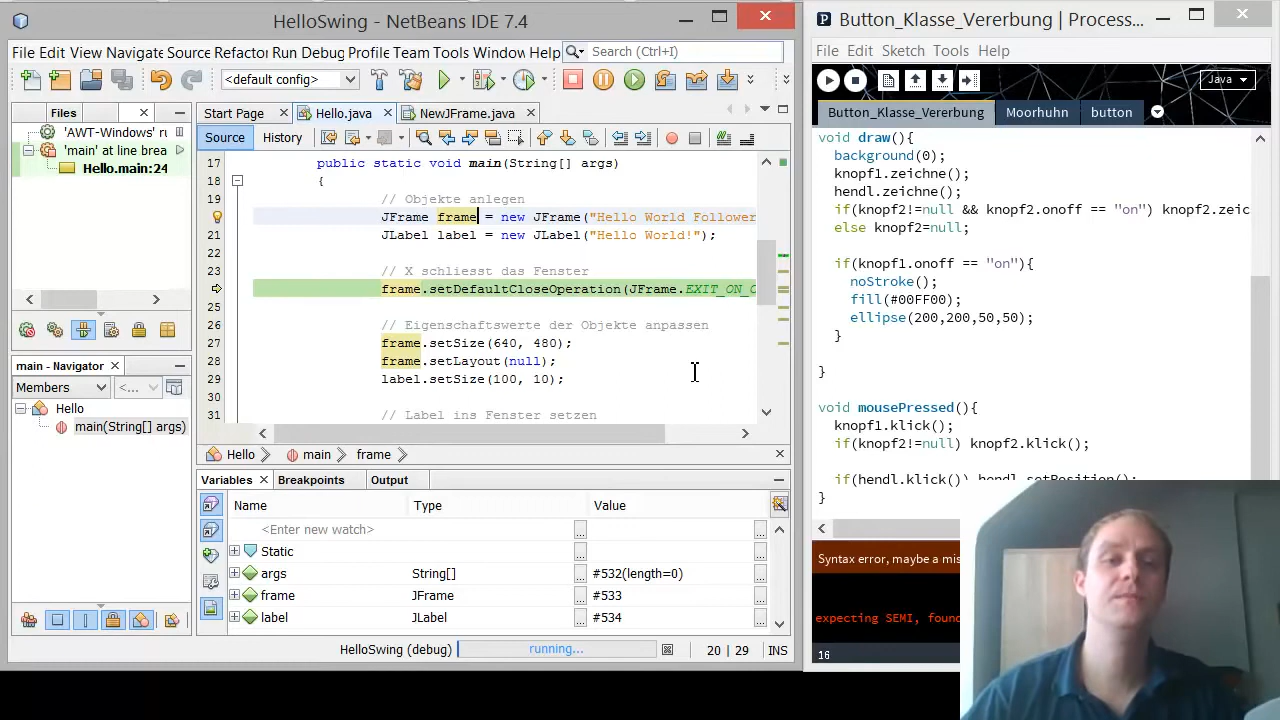 HelloSwing - NetBeans IDE 7.4
File Edit View Navigate Source Refactor Run Debug Profile Team Tools Window Help
Search (Ctrl+I)
<default config>
Files
Start Page
Hello.java
NewJFrame.java
Source
History
'AWT-Windows' ru
'main' at line brea
Hello.main:24
17 public static void main(String[] args)
18 {
19 // Objekte anlegen
JFrame frame = new JFrame("Hello World Follower
21 JLabel label = new JLabel("Hello World!");
22
23 // X schliesst das Fenster
frame.setDefaultCloseOperation(JFrame.EXIT_ON_C
25
26 // Eigenschaftswerte der Objekte anpassen
27 frame.setSize(640, 480);
28 frame.setLayout(null);
29 label.setSize(100, 10);
30
31 // Label ins Fenster setzen
main - Navigator
Members
<...
Hello
main(String[] args)
Hello
main
frame
Variables
Breakpoints
Output
Name Type Value
<Enter new watch>
Static
args String[] #532(length=0)
frame JFrame #533
label JLabel #534
HelloSwing (debug)
running...
20 | 29
INS
Button_Klasse_Vererbung | Process...
File Edit Sketch Tools Help
Java
Button_Klasse_Vererbung
Moorhuhn
button
void draw(){
background(0);
knopf1.zeichne();
hendl.zeichne();
if(knopf2!=null && knopf2.onoff == "on") knopf2.zeic
else knopf2=null;
if(knopf1.onoff == "on"){
noStroke();
fill(#00FF00);
ellipse(200,200,50,50);
}
}
void mousePressed(){
knopf1.klick();
if(knopf2!=null) knopf2.klick();
if(hendl.klick()) hendl.setPosition();
}
Syntax error, maybe a mis
expecting SEMI, found
16